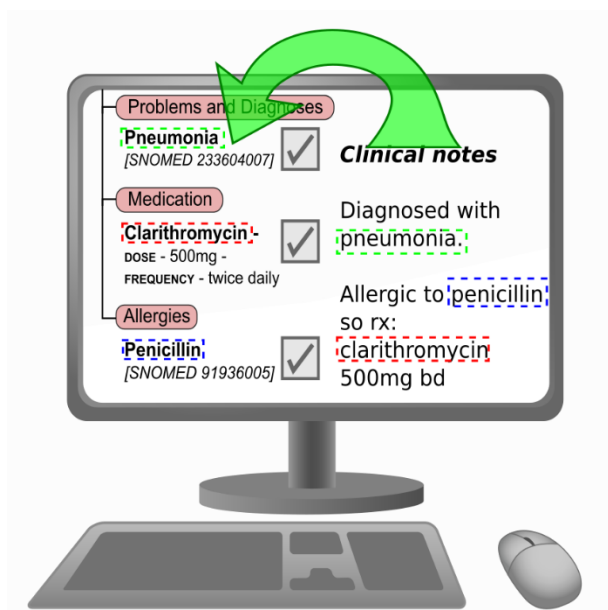 Problems and Diagnoses
Pneumonia
[SNOMED 233604007]
Medication
Clarithromycin -
DOSE - 500mg -
FREQUENCY - twice daily
Allergies
Penicillin
[SNOMED 91936005]
Clinical notes
Diagnosed with
pneumonia.
Allergic to penicillin
so rx:
clarithromycin
500mg bd